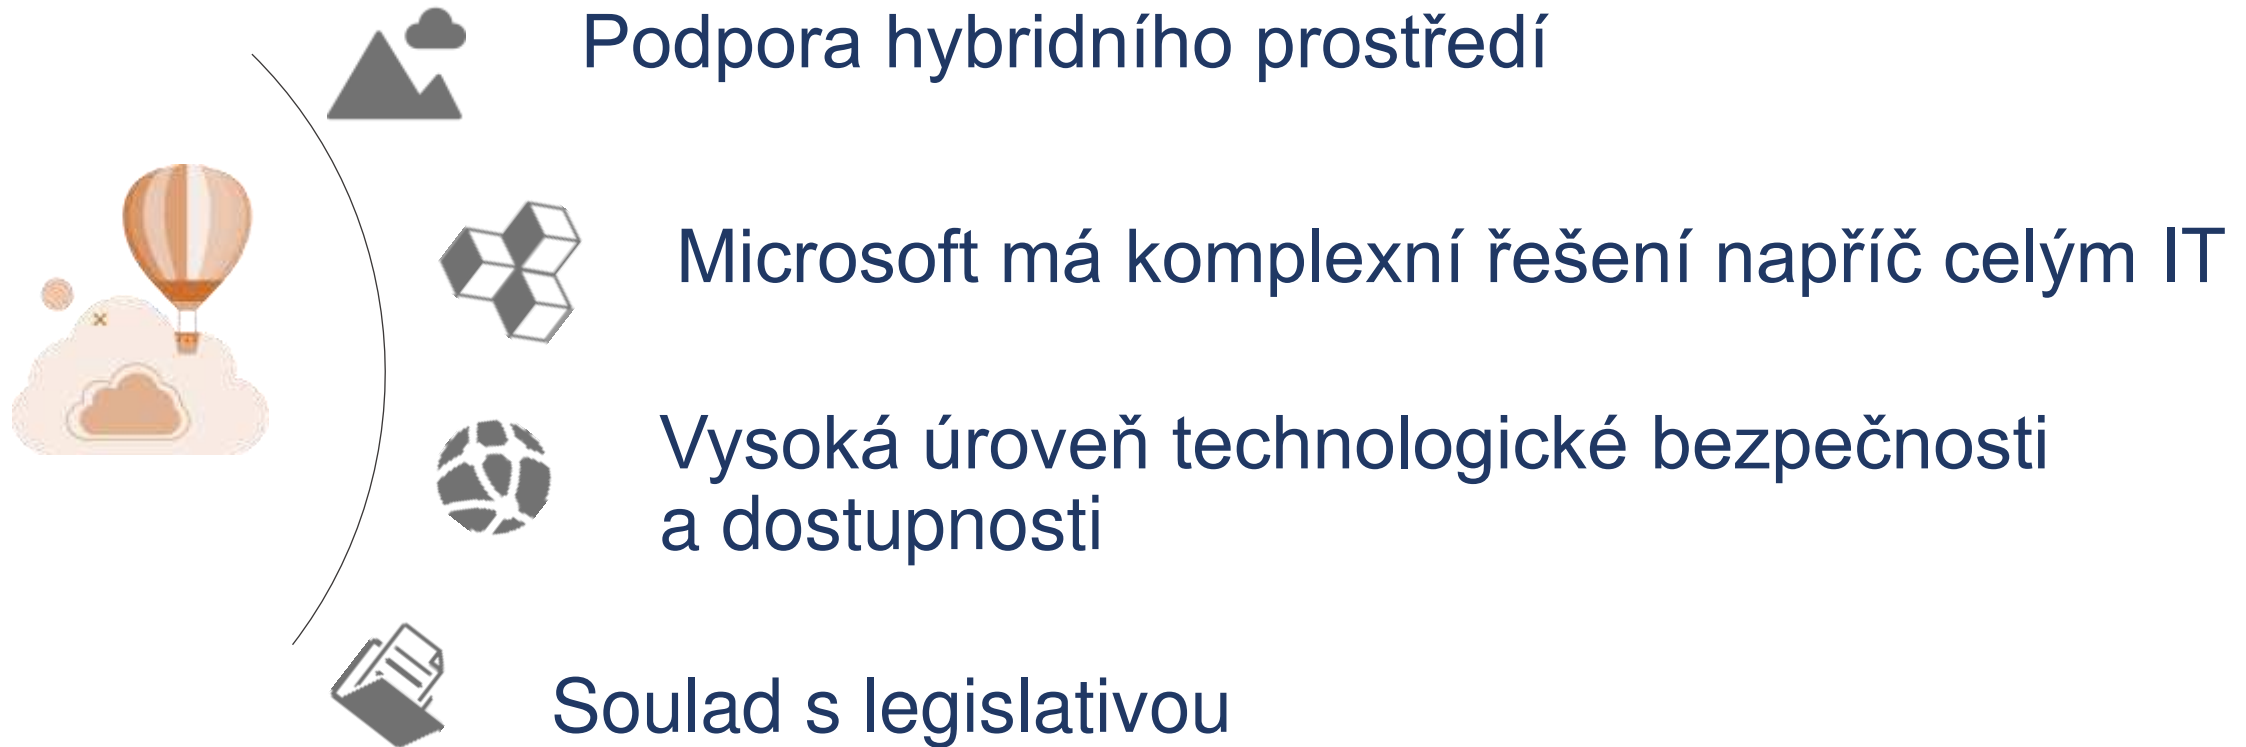 Podpora hybridního prostředí
Microsoft má komplexní řešení napříč celým IT
Vysoká úroveň technologické bezpečnosti
a dostupnosti
Soulad s legislativou